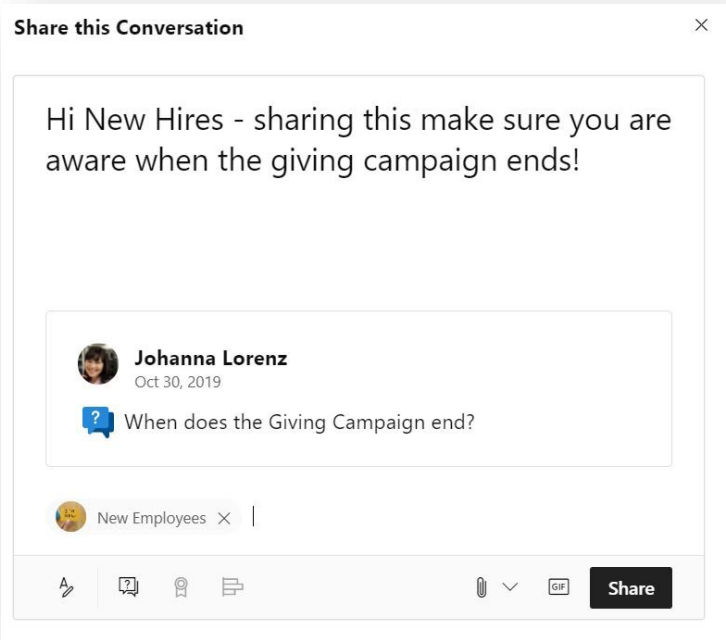 Share this Conversation
Hi New Hires - sharing this make sure you are
aware when the giving campaign ends!
Johanna Lorenz
Oct 30, 2019
When does the Giving Campaign end?
New Employees
GIF
Share